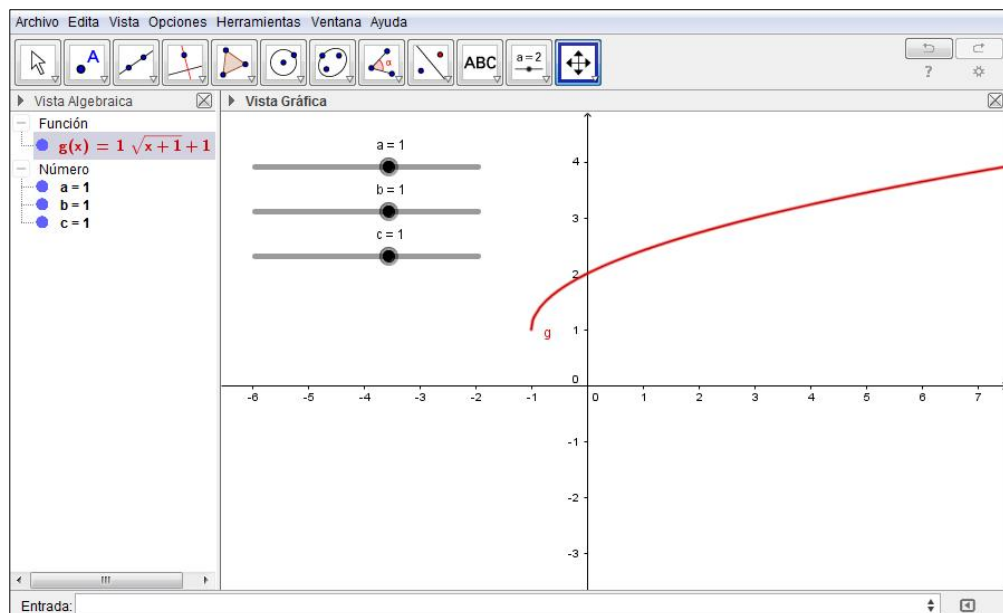 Archivo Edita Vista Opciones Herramientas Ventana Ayuda
A
α
ABC
a=2
?
Vista Algebraica
Vista Gráfica
Función
g(x) = 1 √x+1 + 1
Número
a = 1
b = 1
c = 1
a = 1
b = 1
c = 1
4
3
2
1
0
g
-6 -5 -4 -3 -2 -1 0 1 2 3 4 5 6 7
-1
-2
-3
Entrada: